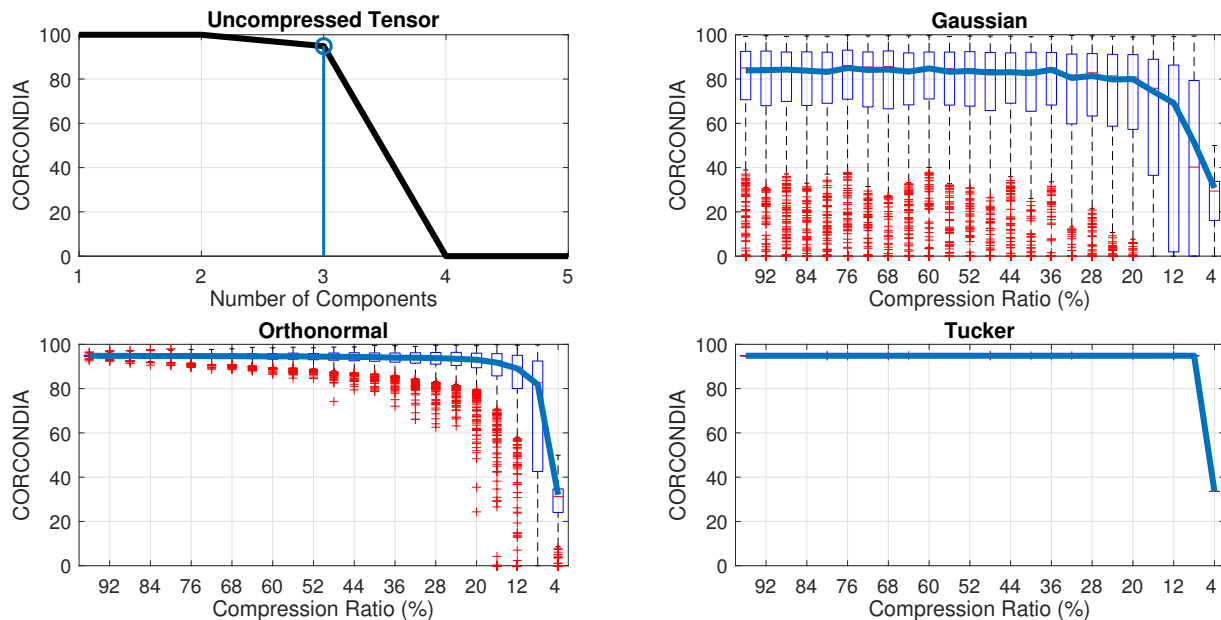 Uncompressed Tensor
CORCONDIA
100
80
60
40
20
0
1 2 3 4 5
Number of Components
Gaussian
CORCONDIA
100
80
60
40
20
0
92 84 76 68 60 52 44 36 28 20 12 4
Compression Ratio (%)
Orthonormal
CORCONDIA
100
80
60
40
20
0
92 84 76 68 60 52 44 36 28 20 12 4
Compression Ratio (%)
Tucker
CORCONDIA
100
80
60
40
20
0
92 84 76 68 60 52 44 36 28 20 12 4
Compression Ratio (%)